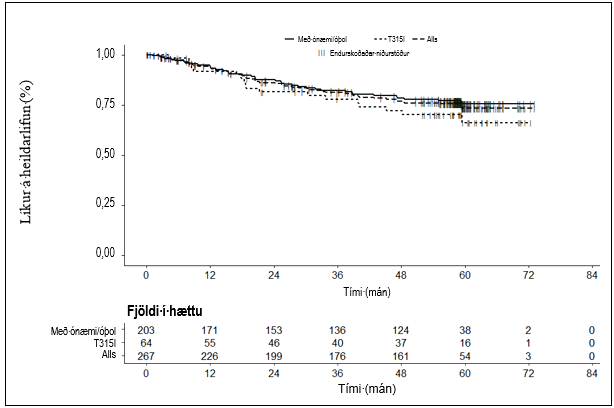 Með·ónæmi/óþol T315I Alls
Endurskoðaðar·niðurstöður
Líkur·á·heildarlifun·(%)
1,00
0,75
0,50
0,25
0,00
0 12 24 36 48 60 72 84
Tími·(mán)
Fjöldi·í·hættu
Með·ónæmi/óþol 203 171 153 136 124 38 2 0
T315I 64 55 46 40 37 16 1 0
Alls 267 226 199 176 161 54 3 0
0 12 24 36 48 60 72 84
Tími·(mán)